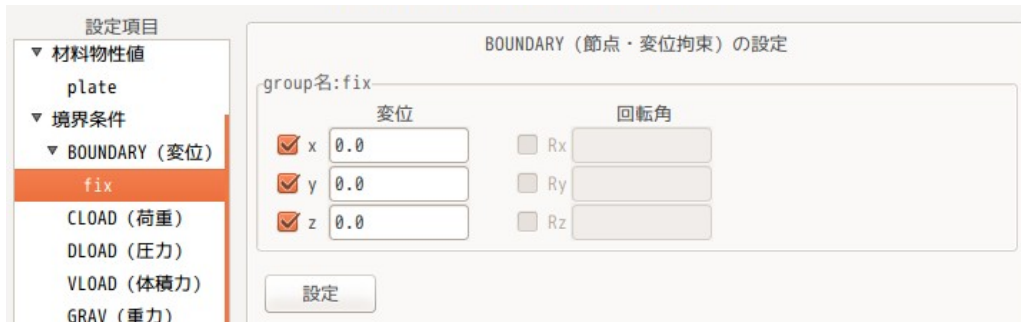 設定項目
▼ 材料物性値
plate
▼ 境界条件
▼ BOUNDARY (変位)
fix
CLOAD (荷重)
DLOAD (圧力)
VLOAD (体積力)
GRAV (重力)
BOUNDARY (節点・変位拘束) の設定
group名:fix
変位 回転角
x 0.0 Rx
y 0.0 Ry
z 0.0 Rz
設定